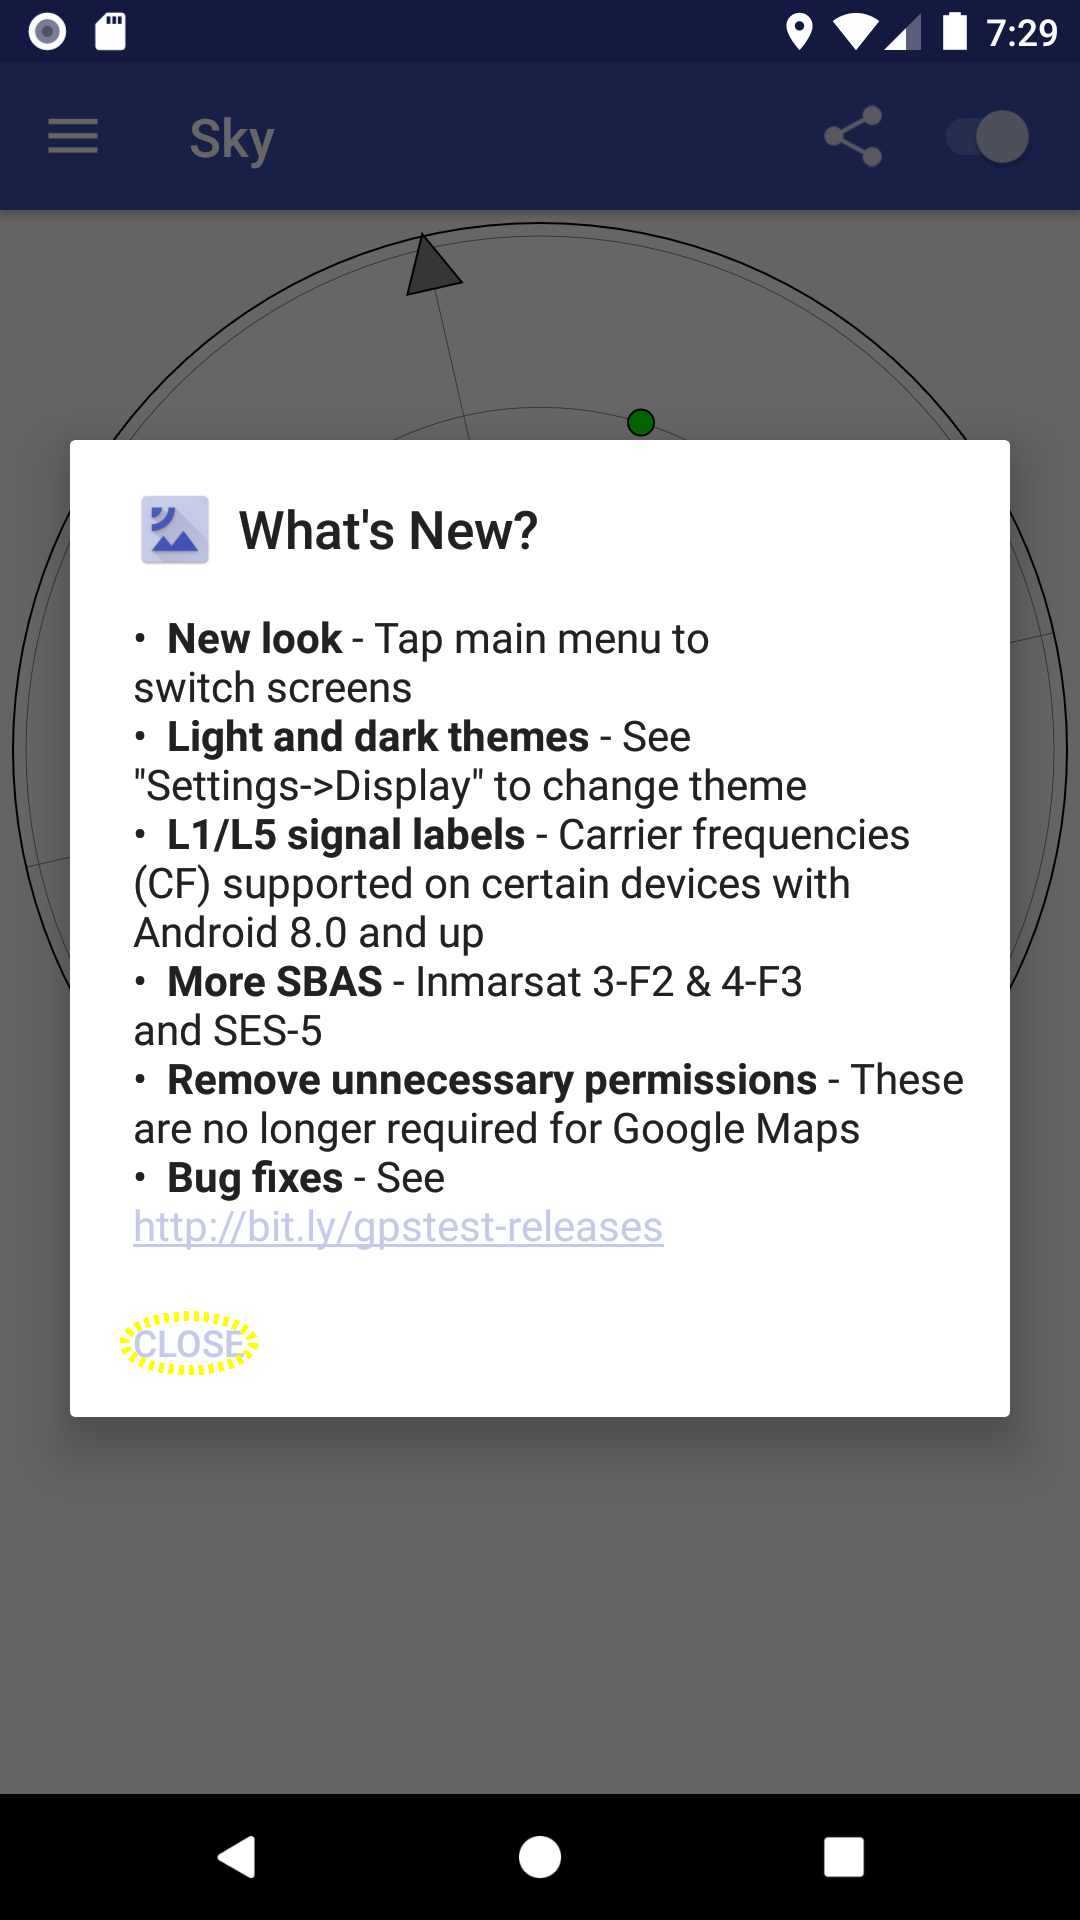 7:29
Sky
What's New?
• New look - Tap main menu to
switch screens
• Light and dark themes - See
"Settings->Display" to change theme
• L1/L5 signal labels - Carrier frequencies
(CF) supported on certain devices with
Android 8.0 and up
• More SBAS - Inmarsat 3-F2 & 4-F3
and SES-5
• Remove unnecessary permissions - These
are no longer required for Google Maps
• Bug fixes - See
http://bit.ly/gpstest-releases
CLOSE